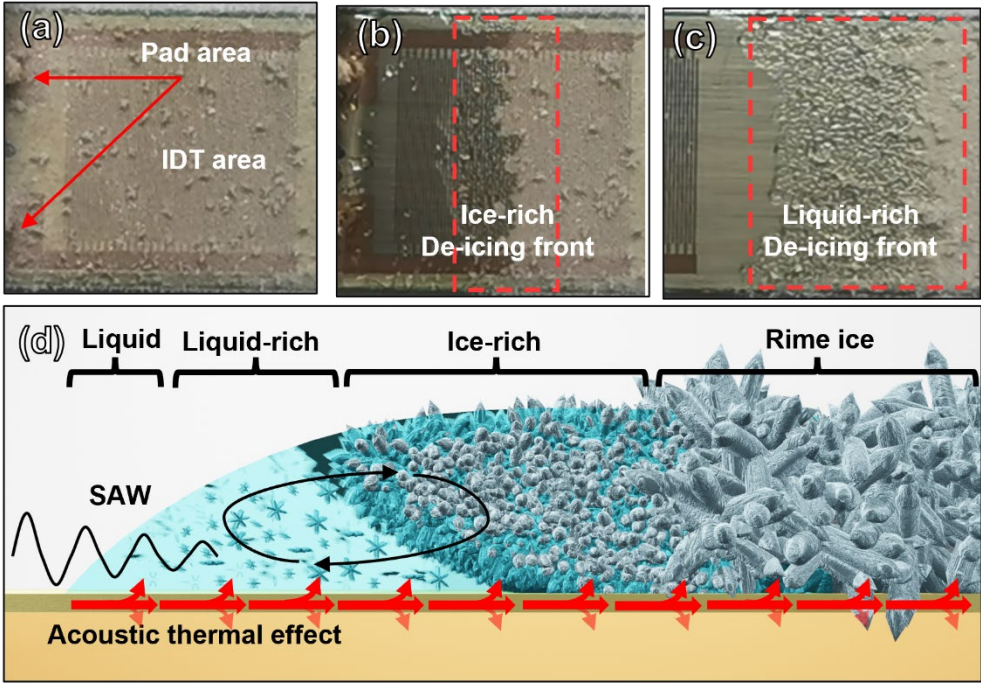 (a)
Pad area
IDT area
(b)
Ice-rich
De-icing front
(c)
Liquid-rich
De-icing front
(d)
Liquid
Liquid-rich
Ice-rich
Rime ice
SAW
Acoustic thermal effect